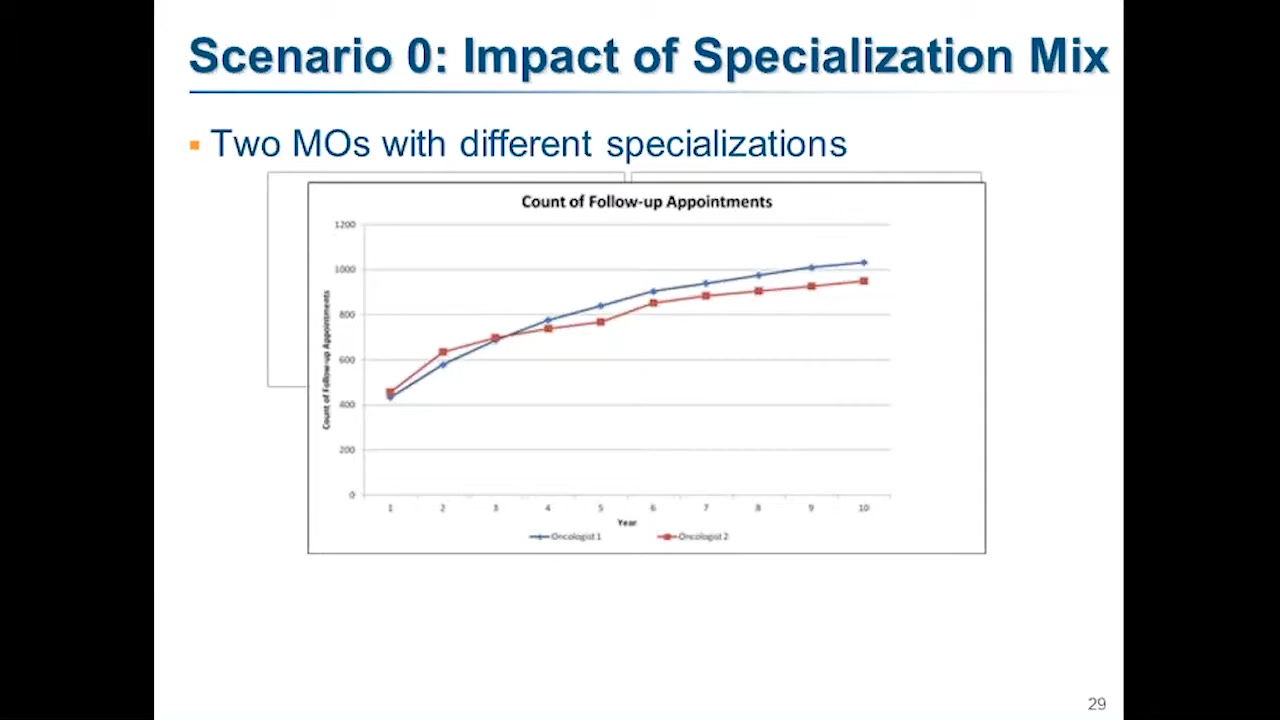 Scenario 0: Impact of Specialization Mix
Two MOs with different specializations
Count of Follow-up Appointments
Count of Follow-up Appointments
1200
1000
800
600
400
200
0
1 2 3 4 5 6 7 8 9 10
Year
Oncologist 1 Oncologist 2
29